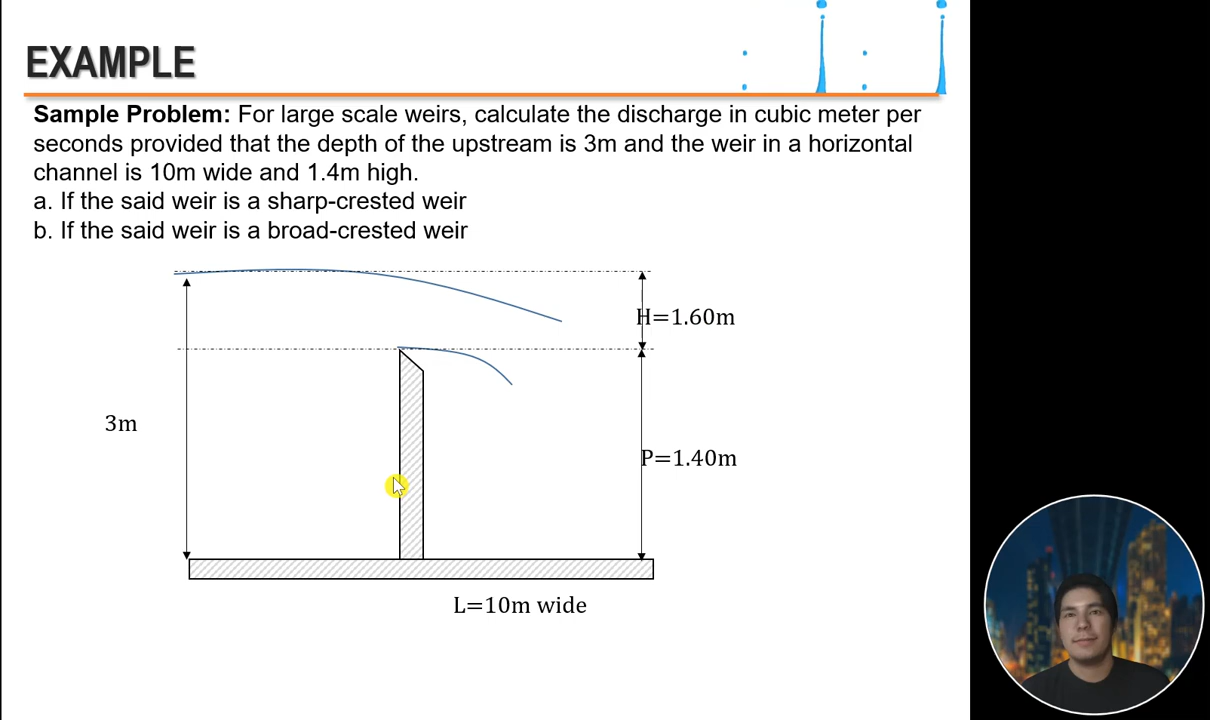 EXAMPLE
Sample Problem: For large scale weirs, calculate the discharge in cubic meter per
seconds provided that the depth of the upstream is 3m and the weir in a horizontal
channel is 10m wide and 1.4m high.
a. If the said weir is a sharp-crested weir
b. If the said weir is a broad-crested weir
H=1.60m
3m
P=1.40m
L=10m wide